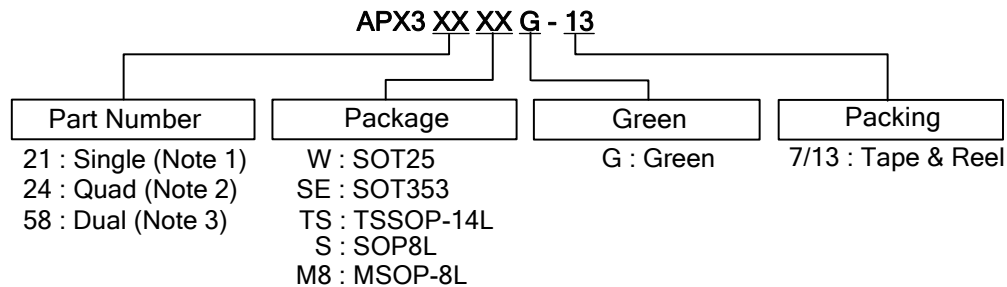 APX3 XX XX G - 13
Part Number
21 : Single (Note 1)
24 : Quad (Note 2)
58 : Dual (Note 3)
Package
W : SOT25
SE : SOT353
TS : TSSOP-14L
S : SOP8L
M8 : MSOP-8L
Green
G : Green
Packing
7/13 : Tape & Reel